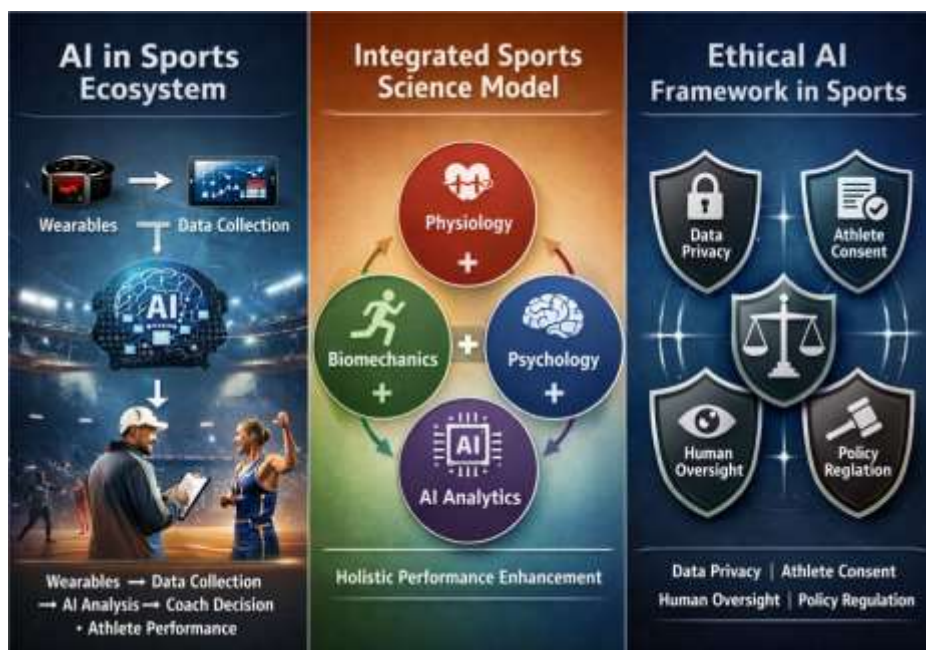 AI in Sports
Ecosystem
Wearables
Data Collection
AI
Wearables → Data Collection
→ AI Analysis → Coach Decision
• Athlete Performance
Integrated Sports
Science Model
Physiology
+
Biomechanics
+
+
Psychology
+
AI
AI Analytics
Holistic Performance Enhancement
Ethical AI
Framework in Sports
Data
Privacy
Athlete
Consent
Human
Oversight
Policy
Reglation
Data Privacy | Athlete Consent
Human Oversight | Policy Regulation